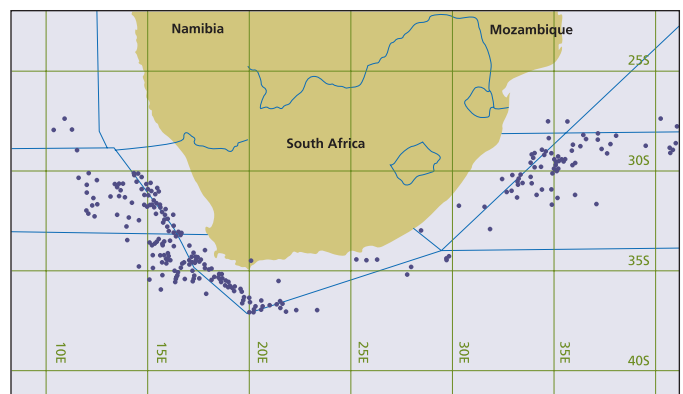 Namibia
Mozambique
25S
South Africa
30S
35S
10E
15E
20E
25E
30E
35E
40S